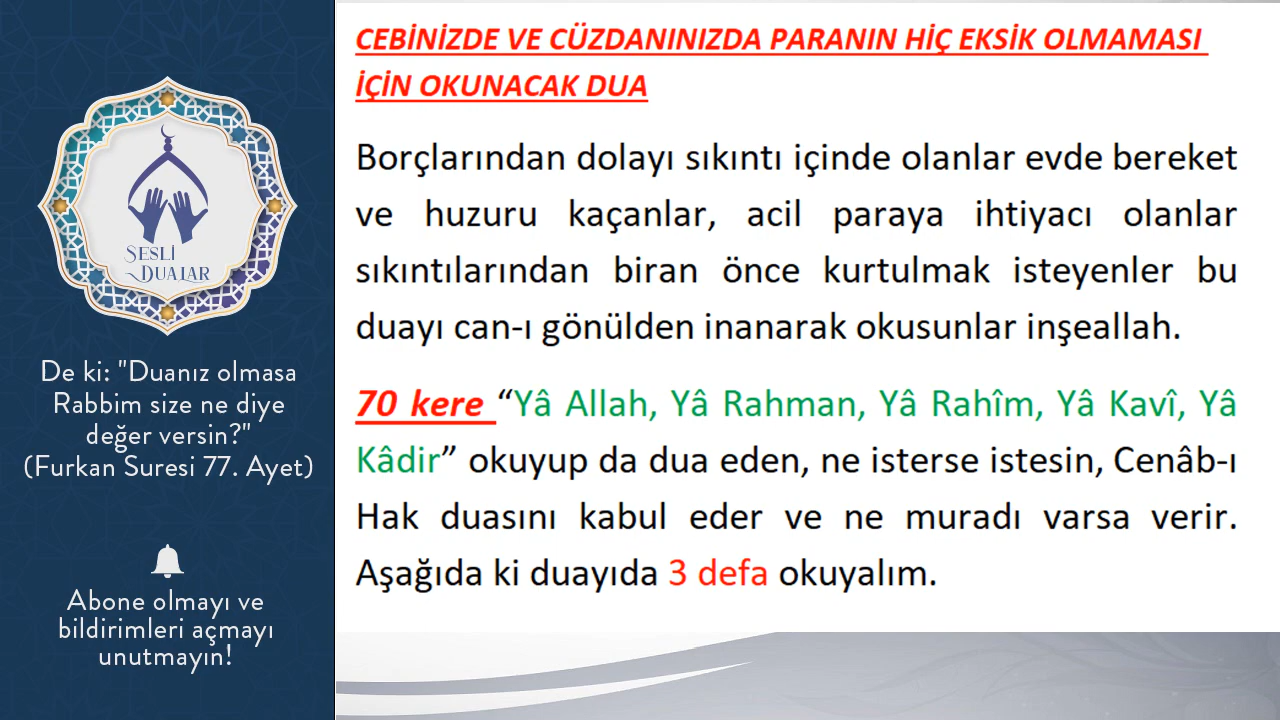 SESLİ
DUALAR
De ki: "Duanız olmasa
Rabbim size ne diye
değer versin?"
(Furkan Suresi 77. Ayet)
Abone olmayı ve
bildirimleri açmayı
unutmayın!
CEBİNİZDE VE CÜZDANINIZDA PARANIN HİÇ EKSİK OLMAMASI
İÇİN OKUNACAK DUA
Borçlarından dolayı sıkıntı içinde olanlar evde bereket
ve huzuru kaçanlar, acil paraya ihtiyacı olanlar
sıkıntılarından biran önce kurtulmak isteyenler bu
duayı can-ı gönülden inanarak okusunlar inşeallah.
70 kere “Yâ Allah, Yâ Rahman, Yâ Rahîm, Yâ Kavî, Yâ
Kâdir” okuyup da dua eden, ne isterse istesin, Cenâb-ı
Hak duasını kabul eder ve ne muradı varsa verir.
Aşağıda ki duayıda 3 defa okuyalım.